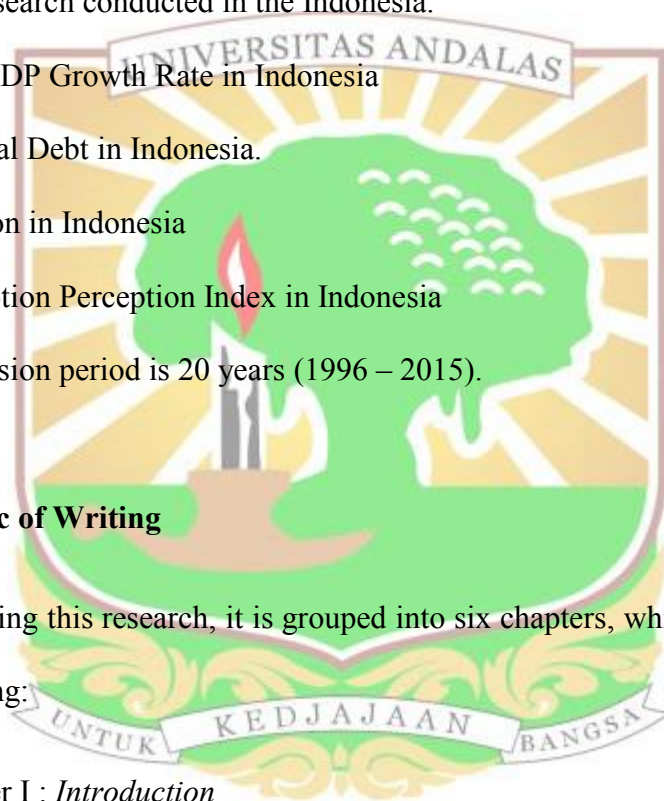 search conducted in the Indonesia.
UNIVERSITAS ANDALAS
DP Growth Rate in Indonesia
al Debt in Indonesia.
on in Indonesia
tion Perception Index in Indonesia
sion period is 20 years (1996 – 2015).
c of Writing
ing this research, it is grouped into six chapters, wh
ng:
UNTUK KEDJAJAAN BANGSA
er I : Introduction